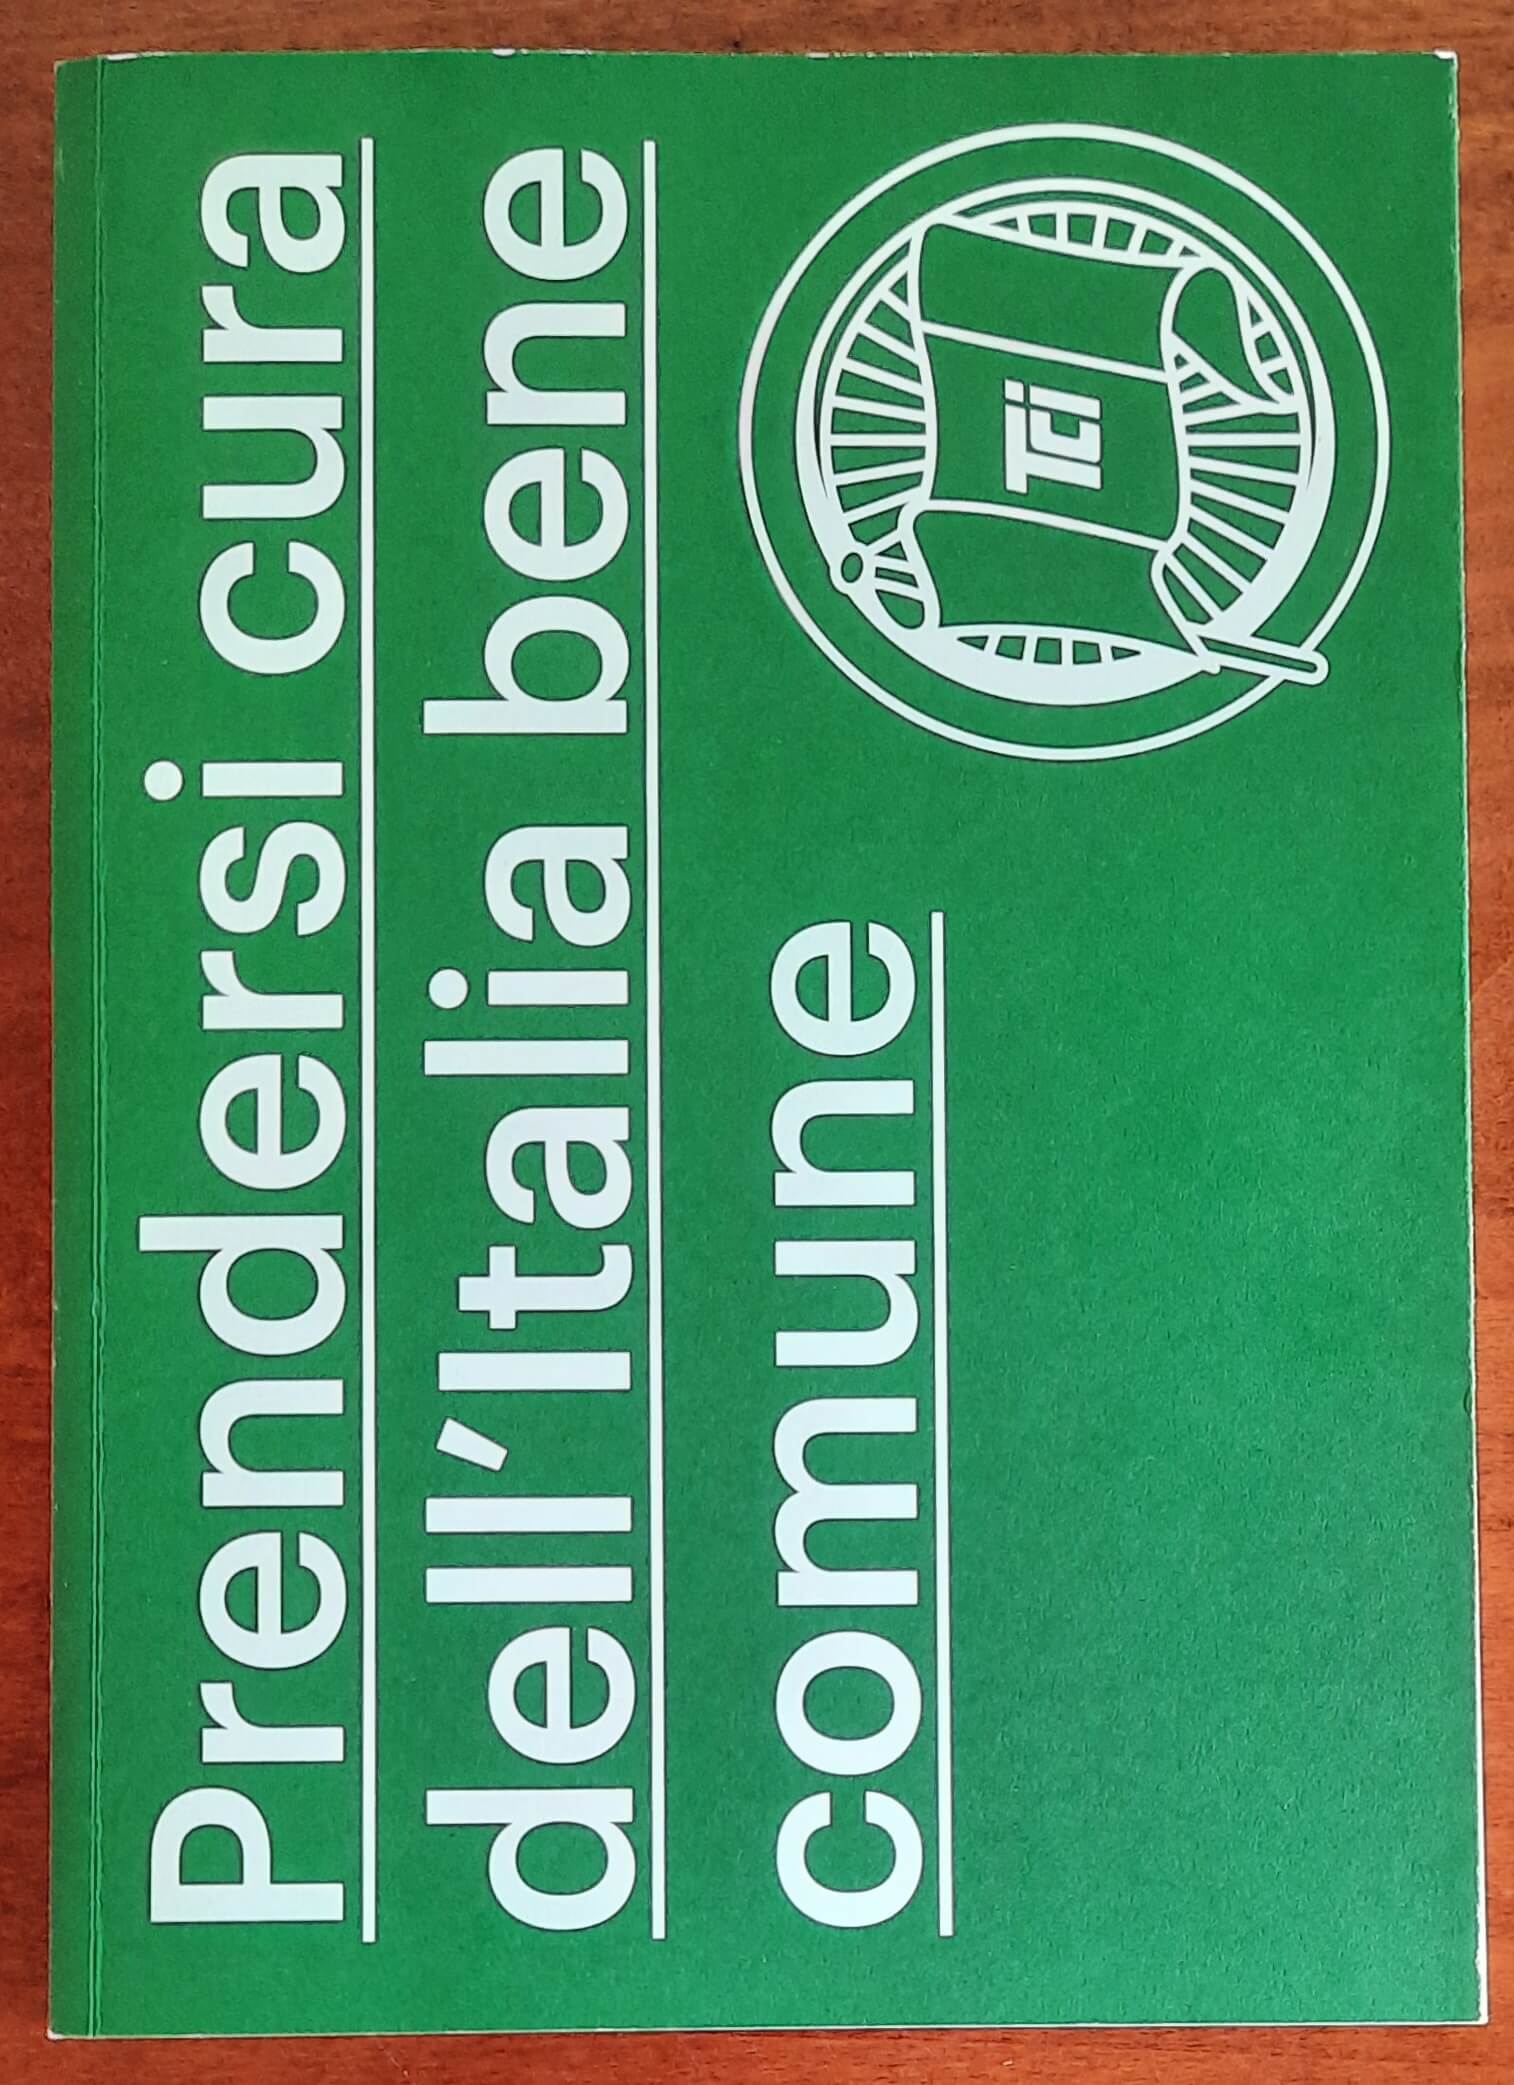 Prendersi cura
dell'Italia bene
comune
TCI